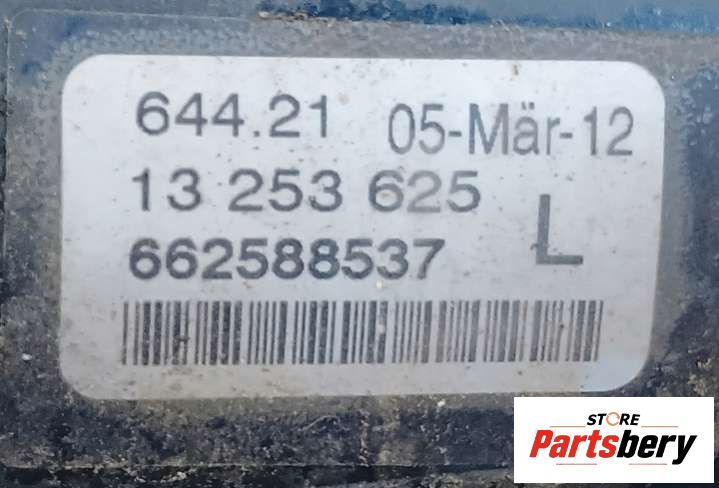 644.21 05-Mär-12
13 253 625
L
662588537
STORE
Partsbery